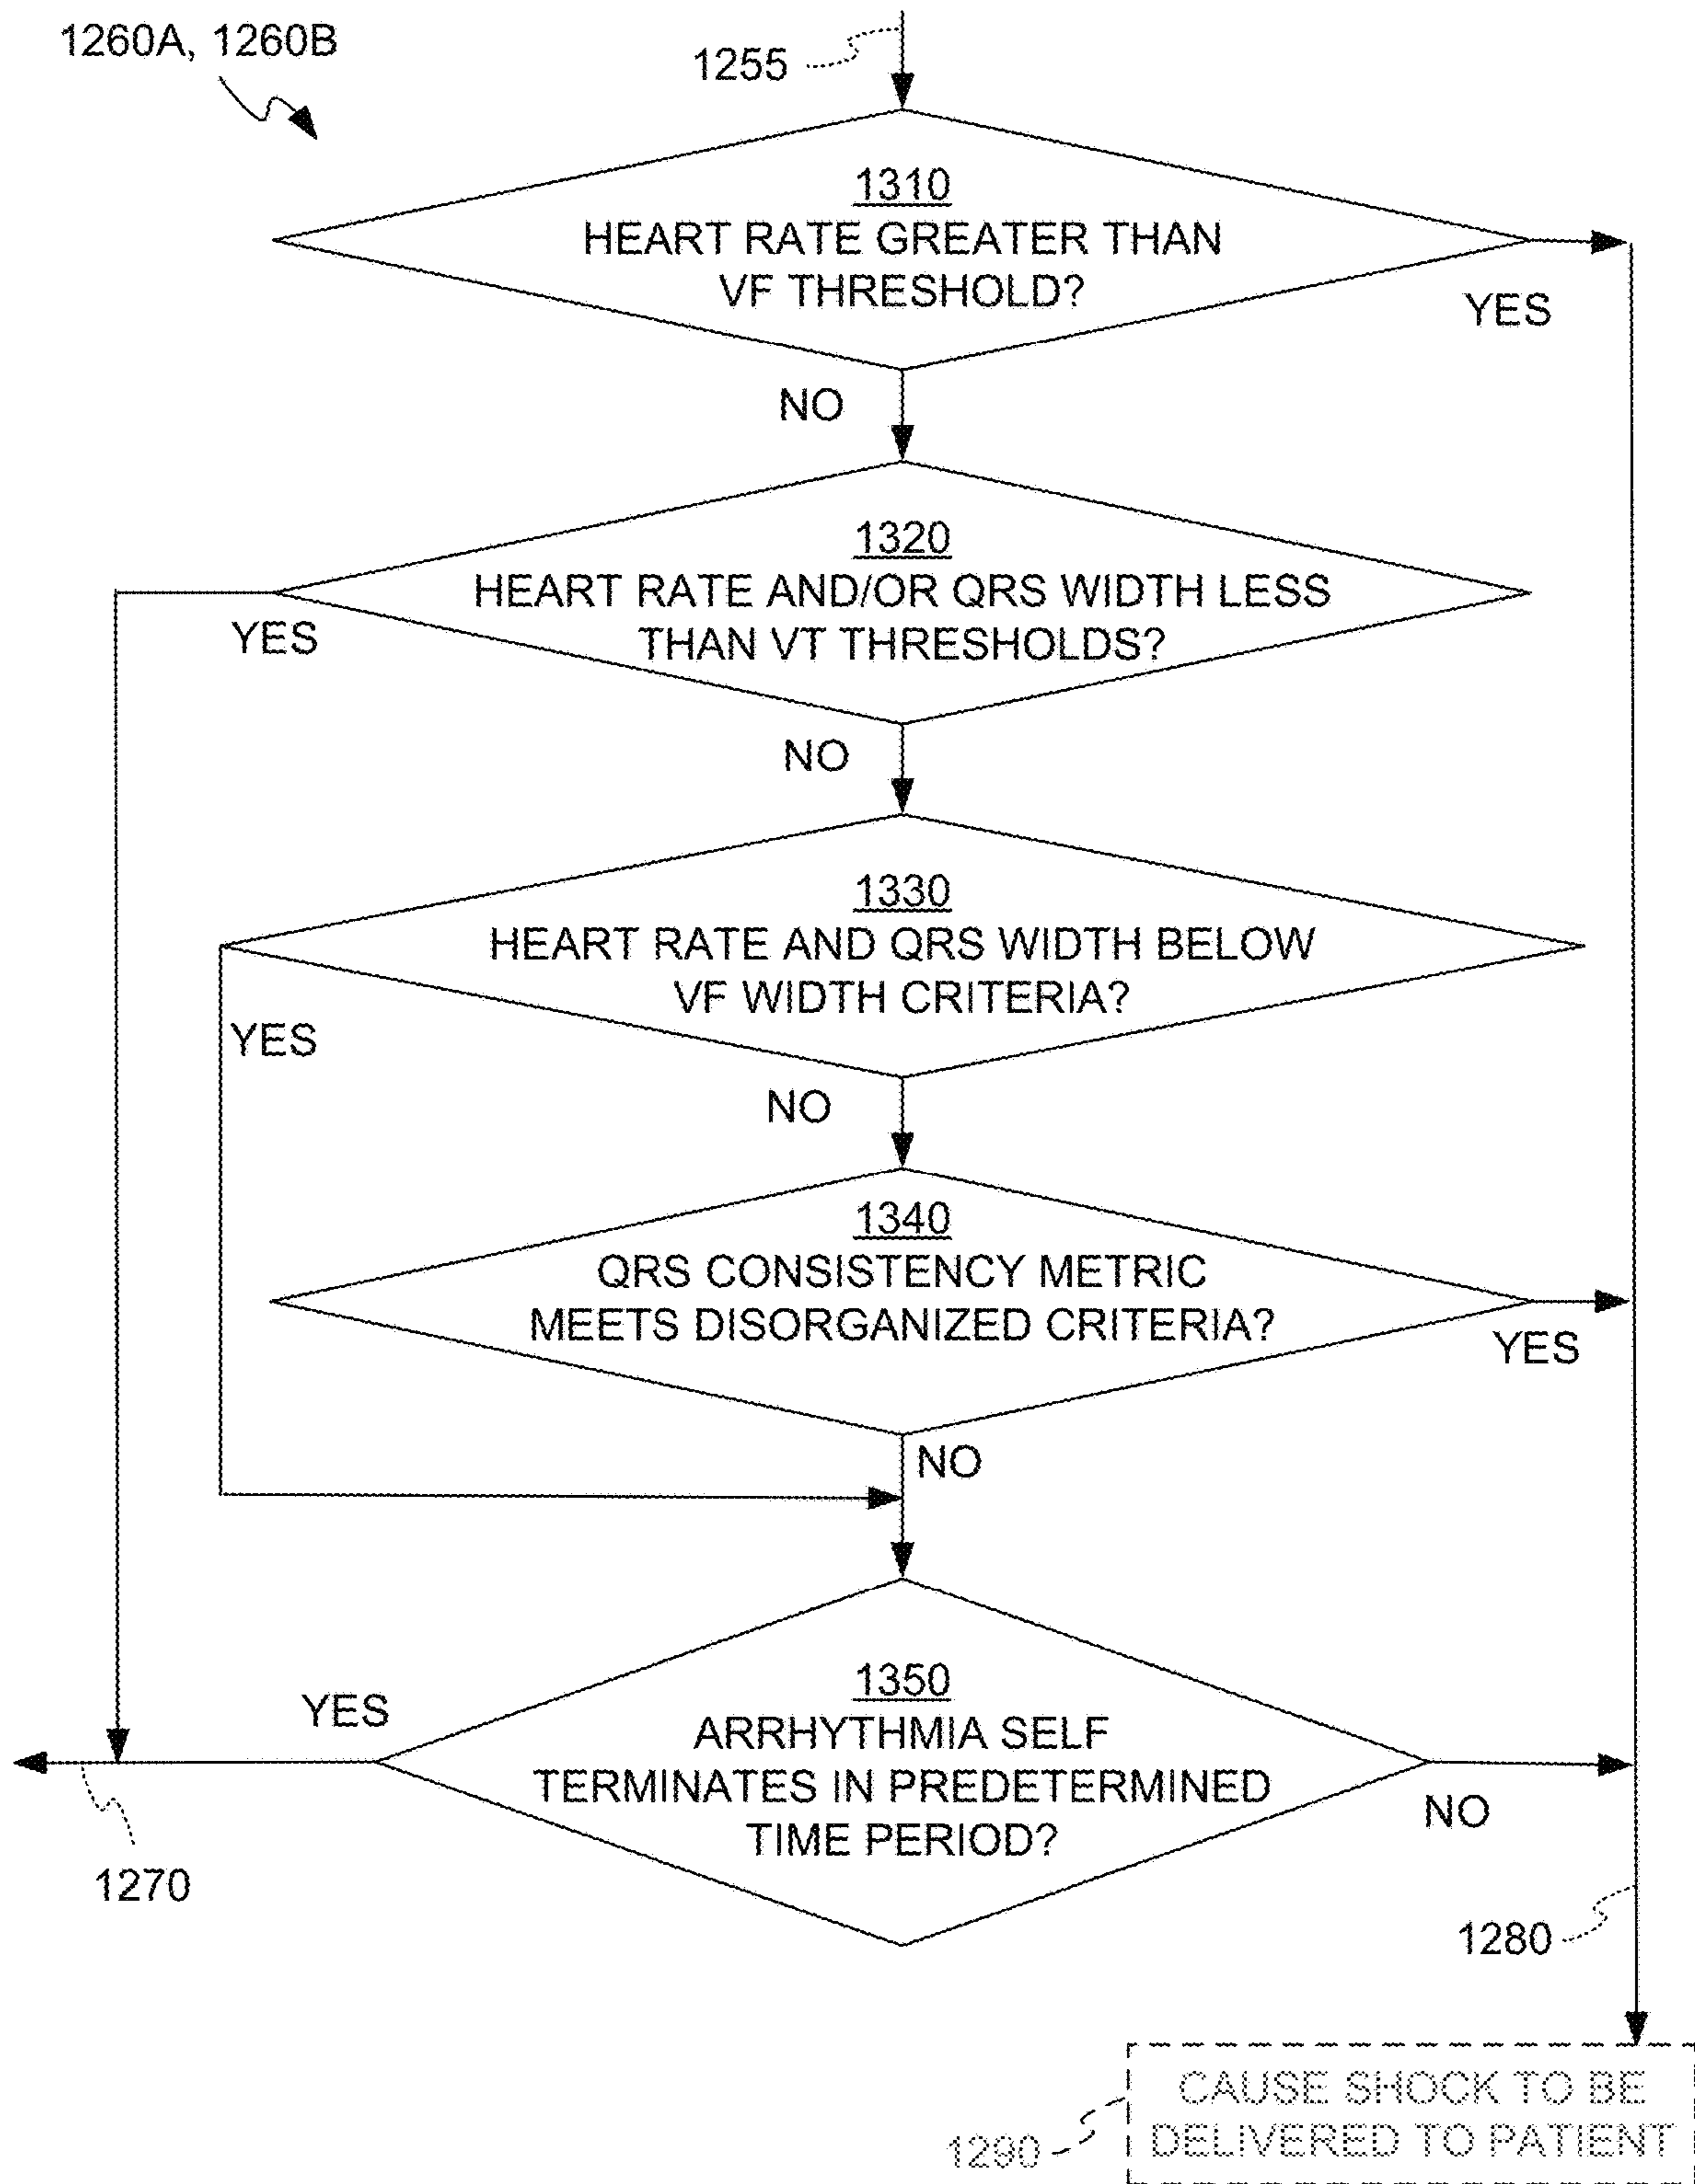 1260A, 1260B
1255
1310
HEART RATE GREATER THAN
VF THRESHOLD?
YES
NO
1320
HEART RATE AND/OR QRS WIDTH LESS
THAN VT THRESHOLDS?
YES
NO
1330
HEART RATE AND QRS WIDTH BELOW
VF WIDTH CRITERIA?
YES
NO
1340
QRS CONSISTENCY METRIC
MEETS DISORGANIZED CRITERIA?
YES
NO
1350
ARRHYTHMIA SELF
TERMINATES IN PREDETERMINED
TIME PERIOD?
YES
NO
1270
1280
CAUSE SHOCK TO BE
DELIVERED TO PATIENT
1290